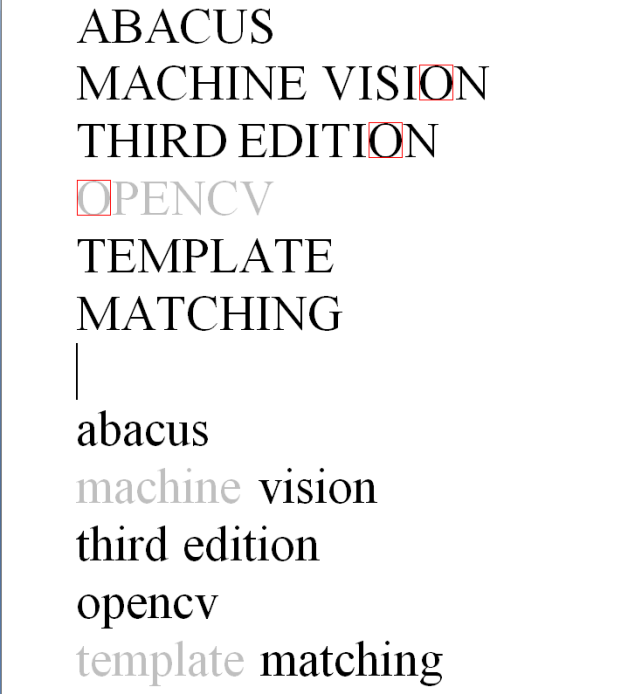 ABACUS
MACHINE VISION
THIRD EDITION
OPENCV
TEMPLATE
MATCHING
abacus
machine vision
third edition
opencv
template matching